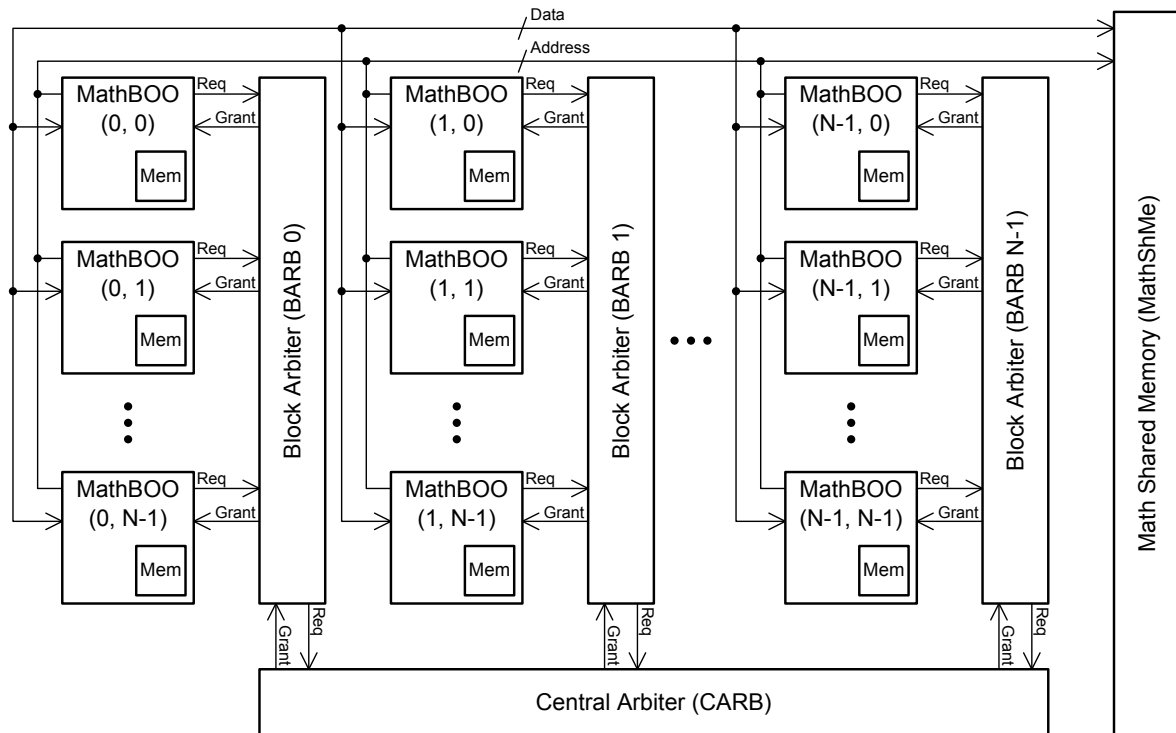 Data
Address
MathBOO
(0, 0)
Mem
Req
Grant
MathBOO
(0, 1)
Mem
Req
Grant
MathBOO
(0, N-1)
Mem
Req
Grant
Block Arbiter (BARB 0)
Grant
Req
MathBOO
(1, 0)
Mem
Req
Grant
MathBOO
(1, 1)
Mem
Req
Grant
MathBOO
(1, N-1)
Mem
Req
Grant
Block Arbiter (BARB 1)
Grant
Req
MathBOO
(N-1, 0)
Mem
Req
Grant
MathBOO
(N-1, 1)
Mem
Req
Grant
MathBOO
(N-1, N-1)
Mem
Req
Grant
Block Arbiter (BARB N-1)
Grant
Req
Central Arbiter (CARB)
Math Shared Memory (MathShMe)